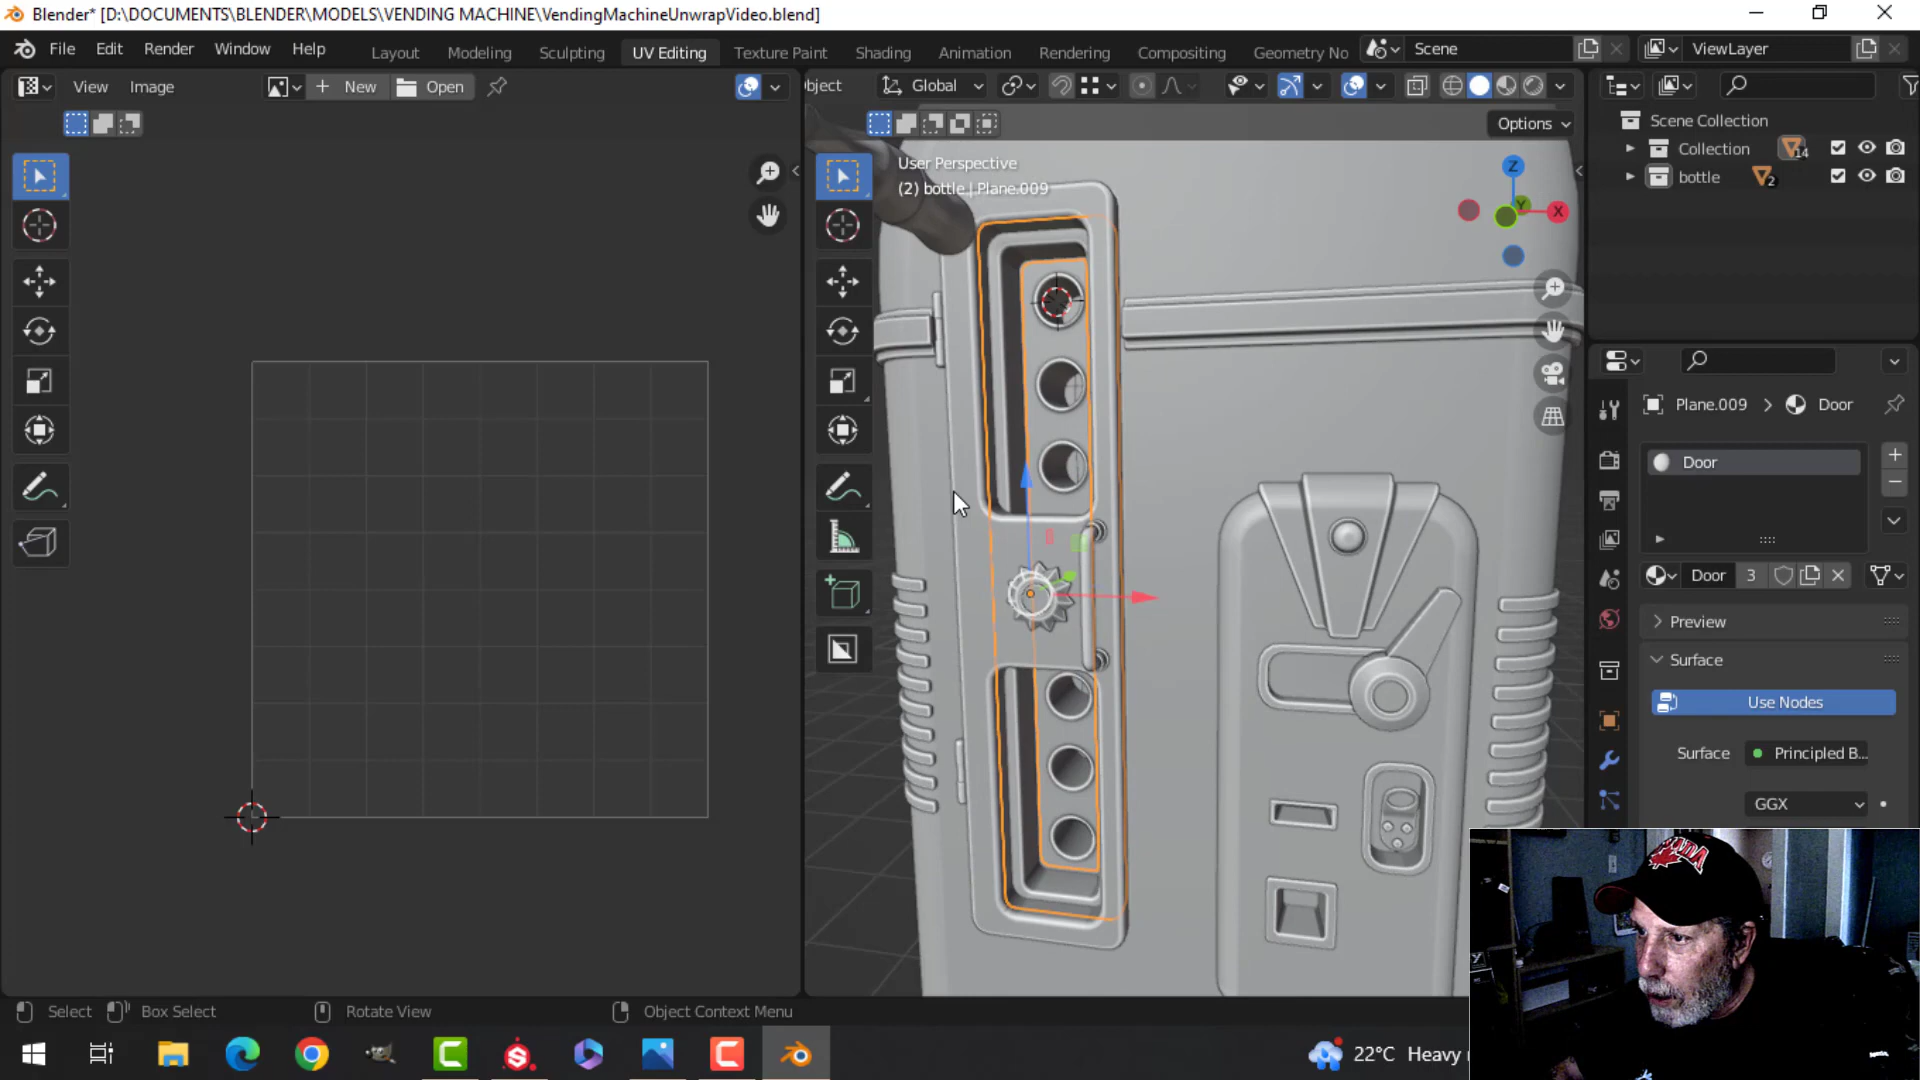 Blender* [D:\DOCUMENTS\BLENDER\MODELS\VENDING MACHINE\VendingMachineUnwrapVideo.blend]
File Edit Render Window Help Layout Modeling Sculpting UV Editing Texture Paint Shading Animation Rendering Compositing Geometry No Scene ViewLayer
View Image New Open bject Global
Options
User Perspective
(2) bottle | Plane.009
Z
Y
X
Scene Collection
Collection 14
bottle 2
Plane.009 > Door
Door
Door 3
Preview
Surface
Use Nodes
Surface Principled B...
GGX
Select Box Select Rotate View Object Context Menu
22°C Heavy